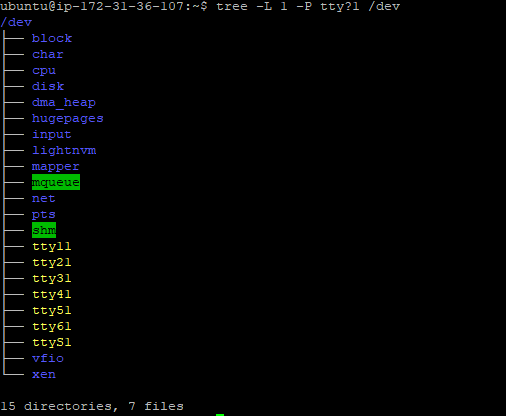 ubuntu@ip-172-31-36-107:~$ tree -L 1 -P tty?1 /dev
/dev
├── block
├── char
├── cpu
├── disk
├── dma_heap
├── hugepages
├── input
├── lightnvm
├── mapper
├── mqueue
├── net
├── pts
├── shm
├── tty11
├── tty21
├── tty31
├── tty41
├── tty51
├── tty61
├── ttyS1
├── vfio
└── xen

15 directories, 7 files